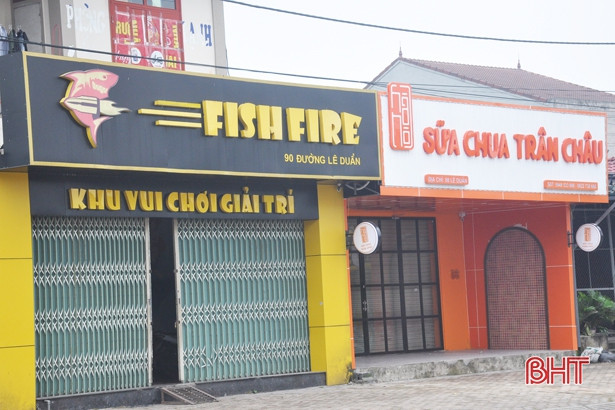 FISH FIRE
90 ĐƯỜNG LÊ DUẨN
KHU VUI CHƠI GIẢI TRÍ
SỮA CHUA TRÂN CHÂU
BHT